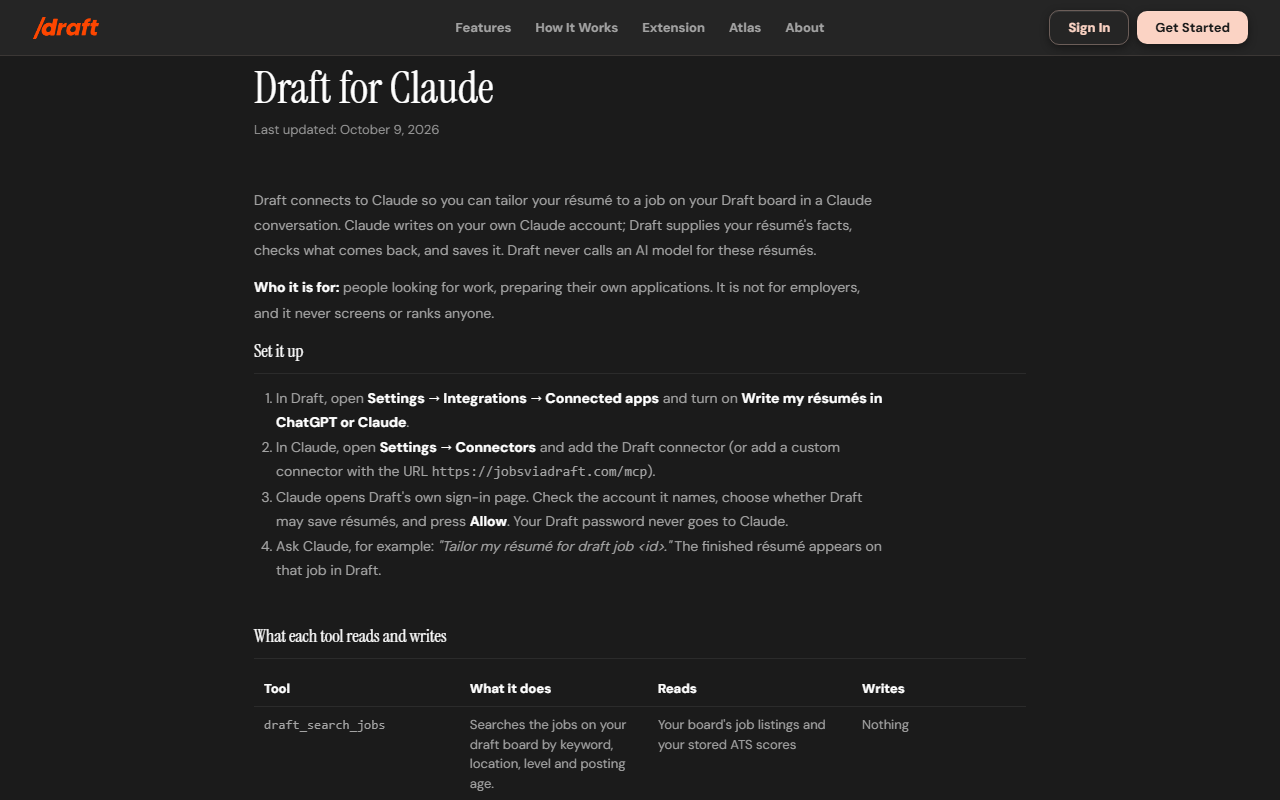 /draft
Features
How It Works
Extension
Atlas
About
Sign In
Get Started
Draft for Claude
Last updated: October 9, 2026
Draft connects to Claude so you can tailor your résumé to a job on your Draft board in a Claude
conversation. Claude writes on your own Claude account; Draft supplies your résumé's facts,
checks what comes back, and saves it. Draft never calls an AI model for these résumés.
Who it is for: people looking for work, preparing their own applications. It is not for employers,
and it never screens or ranks anyone.
Set it up
1. In Draft, open Settings → Integrations → Connected apps and turn on Write my résumés in
ChatGPT or Claude.
2. In Claude, open Settings → Connectors and add the Draft connector (or add a custom
connector with the URL https://jobsviadraft.com/mcp).
3. Claude opens Draft's own sign-in page. Check the account it names, choose whether Draft
may save résumés, and press Allow. Your Draft password never goes to Claude.
4. Ask Claude, for example: "Tailor my résumé for draft job <id>." The finished résumé appears on
that job in Draft.
What each tool reads and writes
Tool
What it does
Reads
Writes
draft_search_jobs
Searches the jobs on your
draft board by keyword,
location, level and posting
age.
Your board's job listings and
your stored ATS scores
Nothing